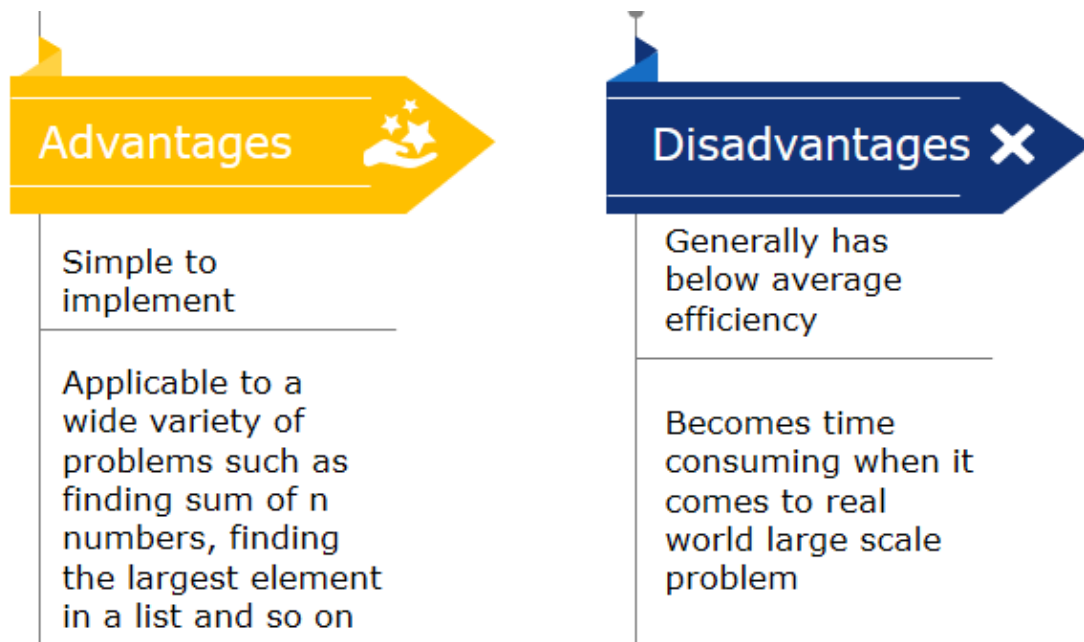 Advantages
Simple to
implement
Applicable to a
wide variety of
problems such as
finding sum of n
numbers, finding
the largest element
in a list and so on
Disadvantages
Generally has
below average
efficiency
Becomes time
consuming when it
comes to real
world large scale
problem